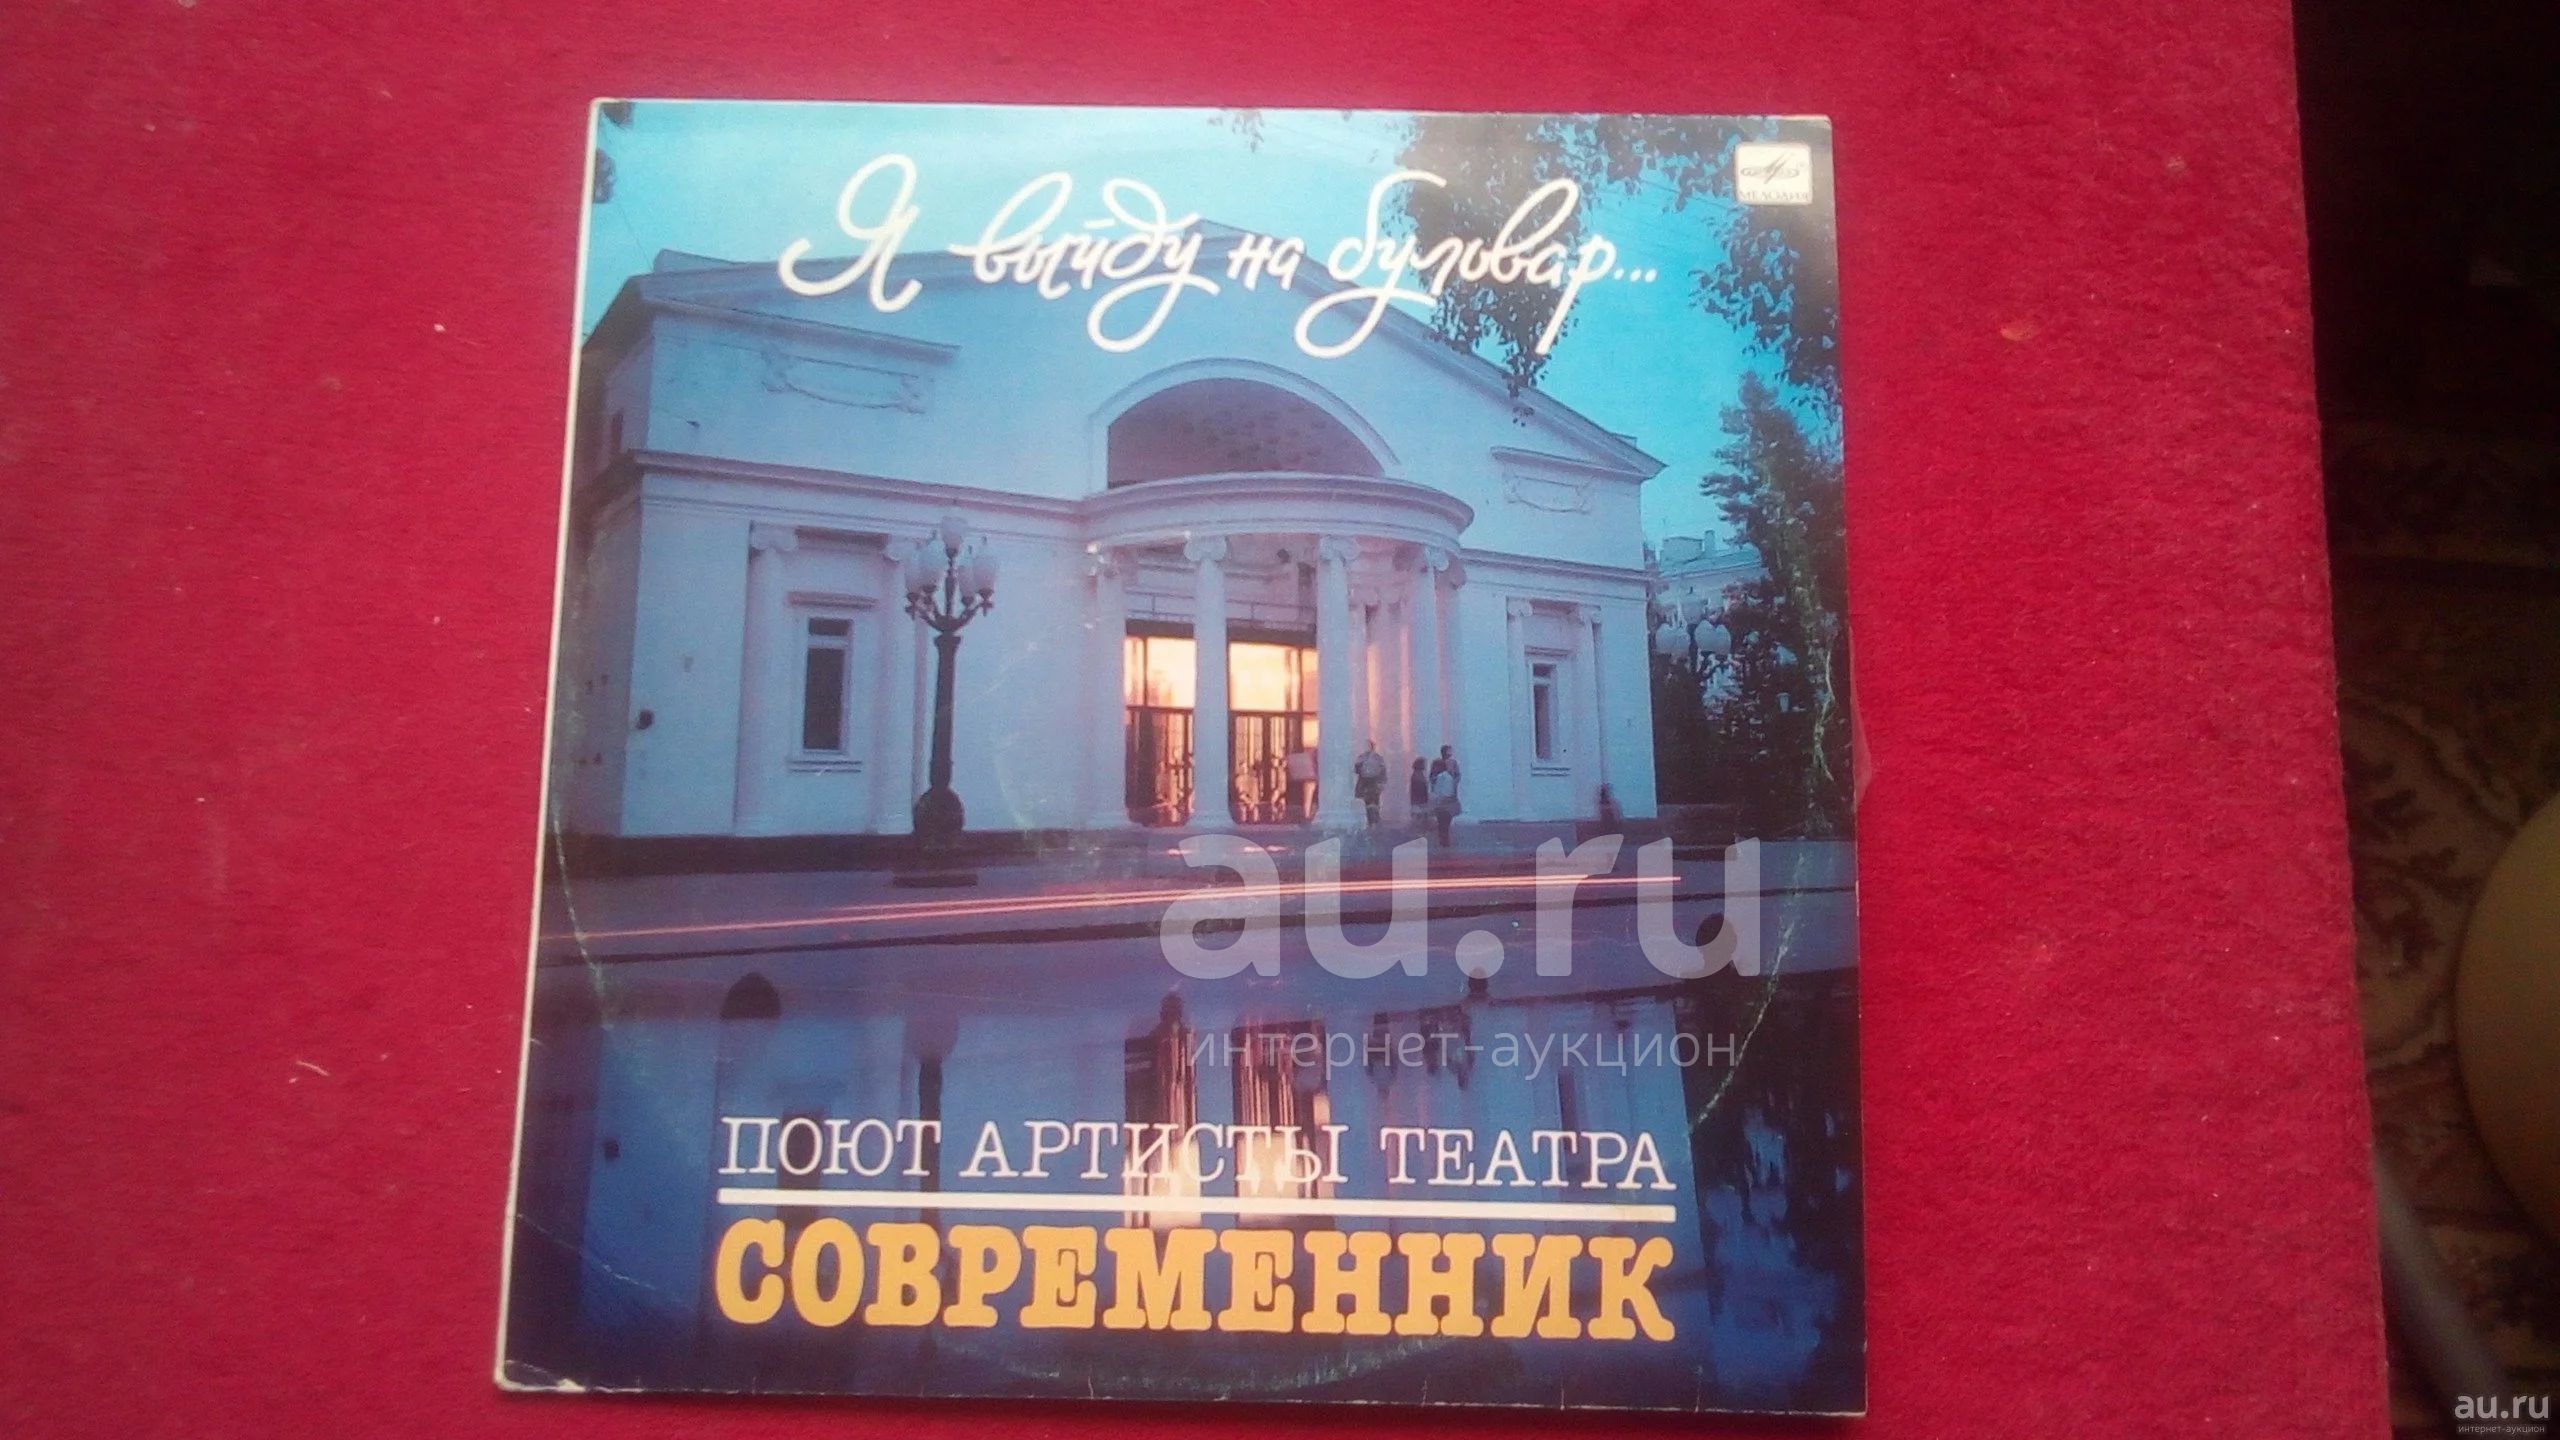 Я выйду на бульвар...
МЕЛОДИЯ
au.ru
интернет-аукцион
ПОЮТ АРТИСТЫ ТЕАТРА
СОВРЕМЕННИК
au.ru
интернет-аукцион